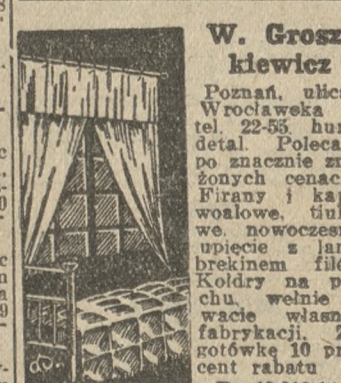 W. Grosz
kiewicz
Poznań, ulic
Wrocławska
tel. 22-55, hur
detal. Poleca
po znacznie zn
żonych cenac
Firany i kap
woalowe, tiul
we, nowoczes
upięcie z lam
brekinem file
Kołdry na p
chu, wełnie
wacie własn
fabrykacji. Z
gotówkę 10 pr
cent rabatu